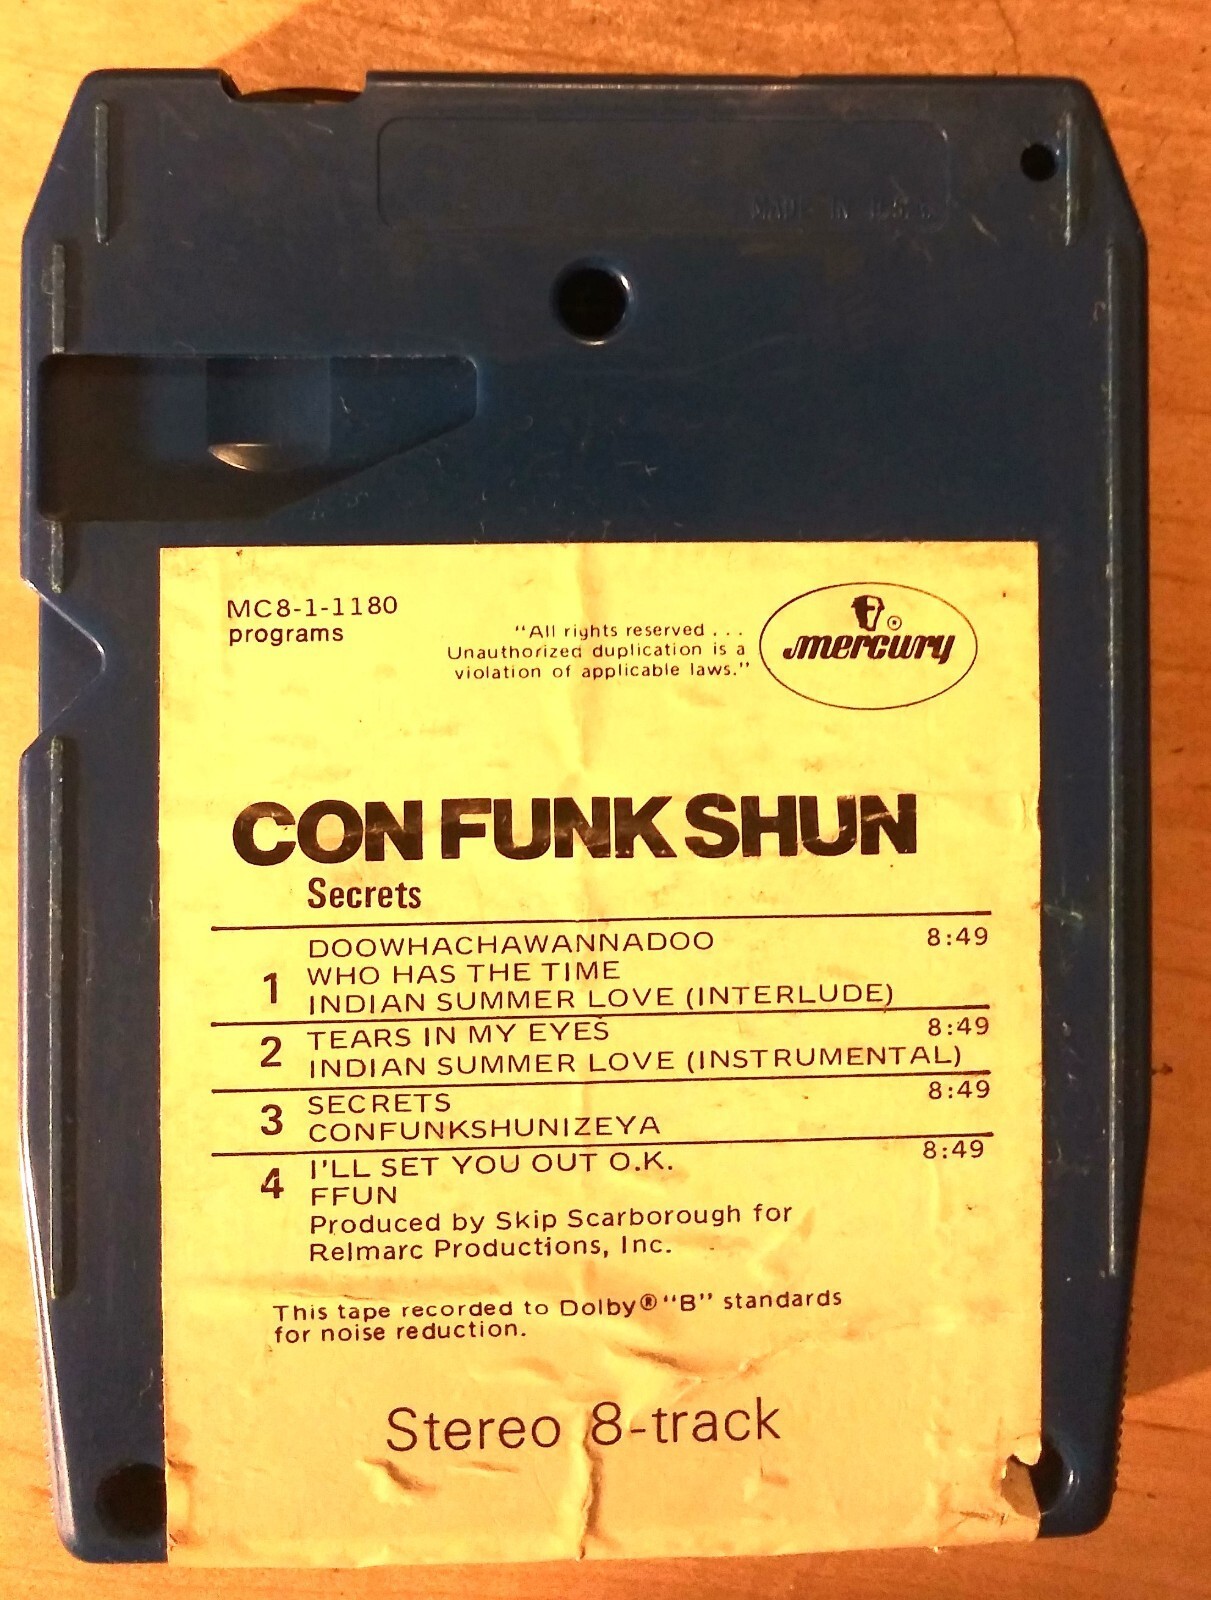 MADE IN U.S.A.
MC8-1-1180
programs
"All rights reserved . . .
Unauthorized duplication is a
violation of applicable laws."
mercury ®
CON FUNK SHUN
Secrets
DOOWHACHAWANNADOO 8:49
1 WHO HAS THE TIME
INDIAN SUMMER LOVE (INTERLUDE)
2 TEARS IN MY EYES 8:49
INDIAN SUMMER LOVE (INSTRUMENTAL)
3 SECRETS 8:49
CONFUNKSHUNIZEYA
4 I'LL SET YOU OUT O.K. 8:49
FFUN
Produced by Skip Scarborough for
Relmarc Productions, Inc.
This tape recorded to Dolby® "B" standards
for noise reduction.
Stereo 8-track